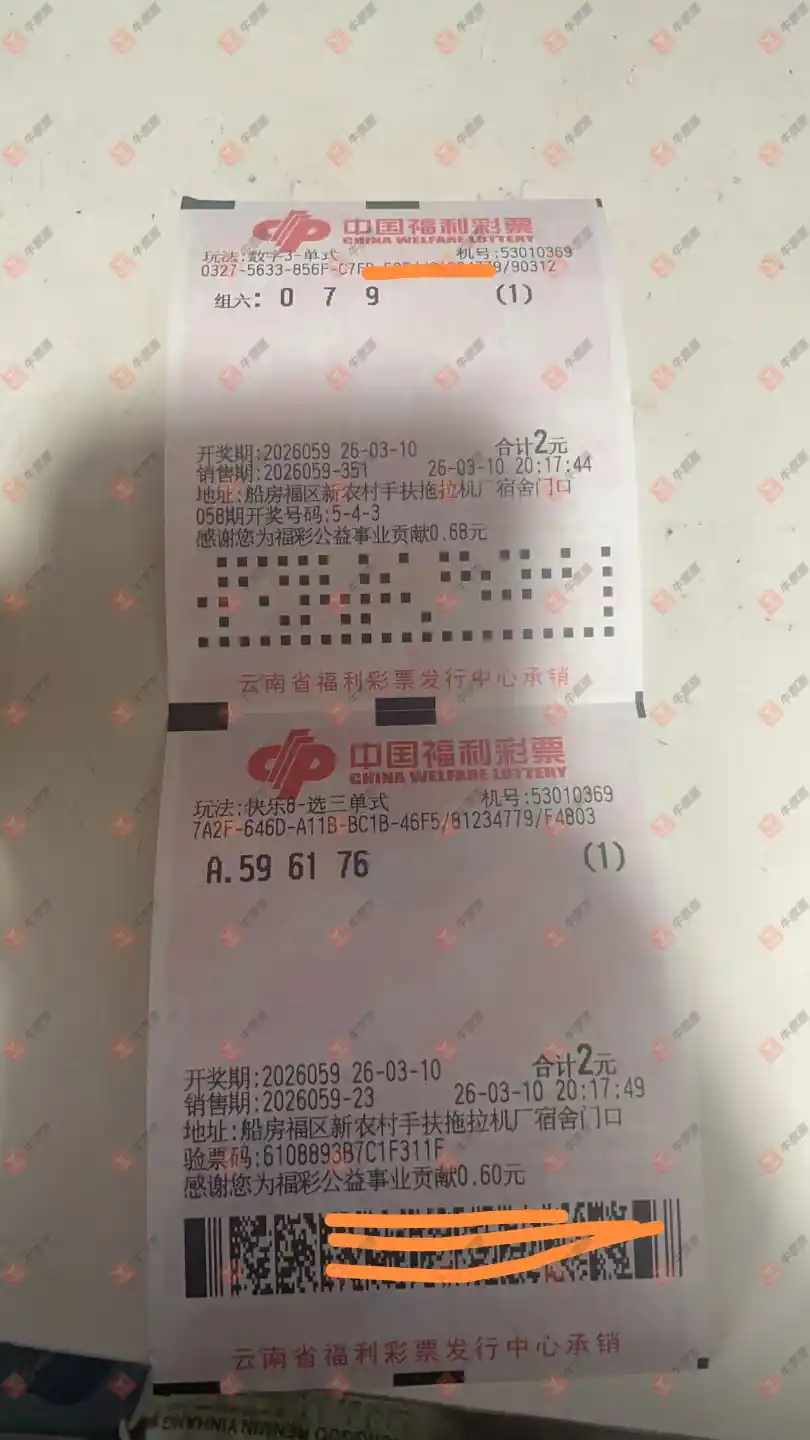 中国福利彩票
CHINA WELFARE LOTTERY
玩法:数字3-单式 机号:53010369
0327-5633-856F-C7F /90312
组六: 0 7 9 (1)
开奖期:2026059 26-03-10 合计2元
销售期:2026059-351 26-03-10 20:17:44
地址:船房福区新农村手扶拖拉机厂宿舍门口
058期开奖号码:5-4-3
感谢您为福彩公益事业贡献0.68元
云南省福利彩票发行中心承销
中国福利彩票
CHINA WELFARE LOTTERY
玩法:快乐8-选三单式 机号:53010369
7A2F-646D-A11B-BC1B-46F5/81234779/F4803
A.59 61 76 (1)
开奖期:2026059 26-03-10 合计2元
销售期:2026059-23 26-03-10 20:17:49
地址:船房福区新农村手扶拖拉机厂宿舍门口
验票码:6108893B7C1F311F
感谢您为福彩公益事业贡献0.60元
云南省福利彩票发行中心承销